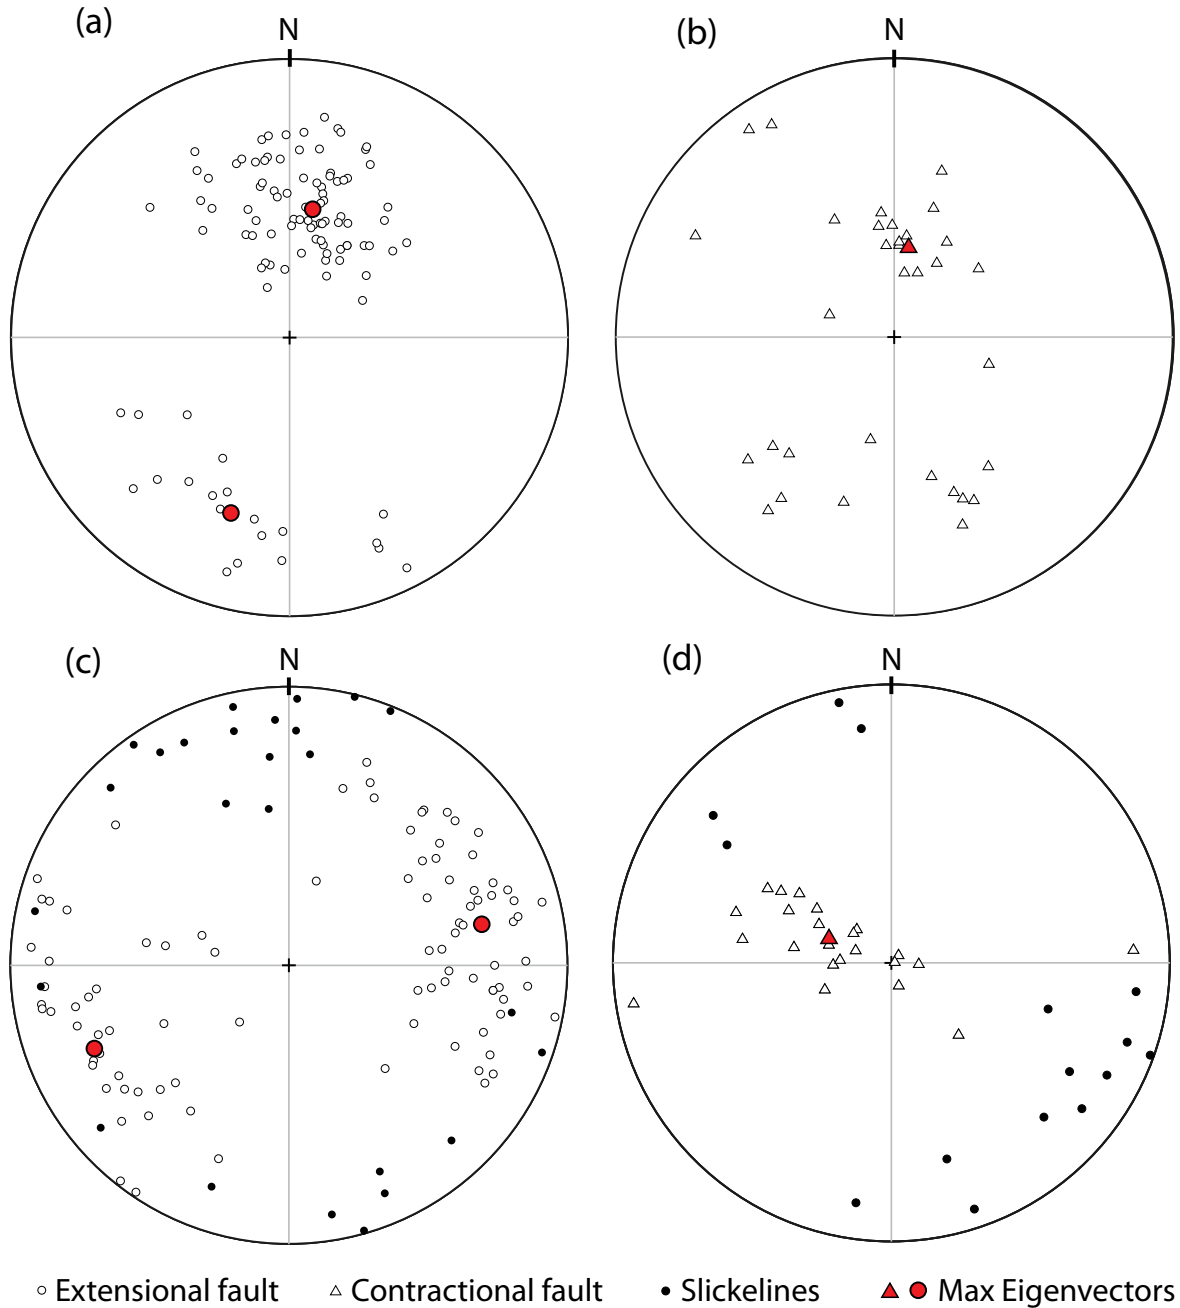 (a)
N
(b)
N
(c)
N
(d)
N
Extensional fault
Contractional fault
Slickelines
Max Eigenvectors